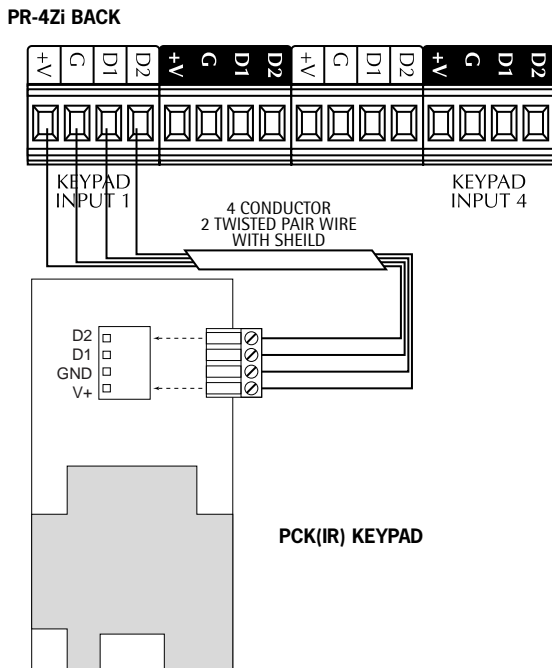 PR-4Zi BACK
+V G D1 D2 +V G D1 D2 +V G D1 D2 +V G D1 D2
KEYPAD
INPUT 1
KEYPAD
INPUT 4
4 CONDUCTOR
2 TWISTED PAIR WIRE
WITH SHEILD
D2
D1
GND
V+
PCK(IR) KEYPAD